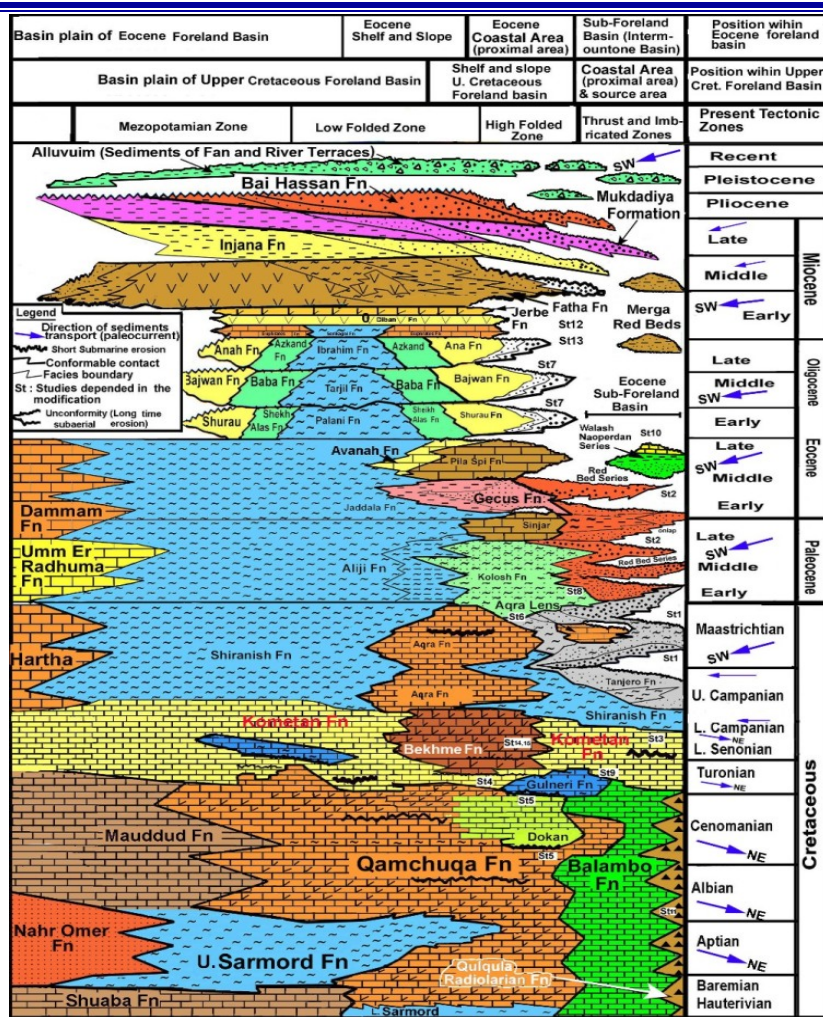 Basin plain of Eocene Foreland Basin
Eocene
Shelf and Slope
Eocene
Coastal Area
(proximal area)
Sub-Foreland
Basin (Interm-
ountone Basin)
Position wihin
Eocene foreland
basin
Basin plain of Upper Cretaceous Foreland Basin
Shelf and slope
U. Cretaceous
Foreland basin
Coastal Area
(proximal area)
& source area
Position wihin Upper
Cret. Foreland Basin
Mezopotamian Zone
Low Folded Zone
High Folded
Zone
Thrust and Imb-
ricated Zones
Present Tectonic
Zones
Alluvuim (Sediments of Fan and River Terraces)
SW
Recent
Pleistocene
Bai Hassan Fn
Mukdadiya
Formation
Pliocene
Injana Fn
Late
Middle
Early
Miocene
SW
Fatha Fn
Merga
Red Beds
Jerbe
Fn
St12
St13
Legend
Direction of sediments
transport (paleocurrent)
Short Submarine erosion
Conformable contact
Facies boundary
St : Studies depended in the
modification
Unconformity (Long time
subaerial erosion)
Anah Fn
Azkand
Fn
Ibrahim Fn
Azkand
Ana Fn
Late
Bajwan Fn
Baba Fn
Tarjil Fn
Baba Fn
Bajwan Fn
St7
Middle
SW
Oligocene
Shurau
Shekh
Alas Fn
Palani Fn
Sheikh
Alas Fn
Shurau Fn
St7
Early
Eocene
Sub-Foreland
Basin
Walash
Naoperdan
Series
St10
Red
Bed Series
Late
SW
Middle
Early
Eocene
Avanah Fn
Pila Spi Fn
Gecus Fn
St2
Jaddala Fn
Dammam
Fn
Sinjar
onlap
St2
Late
SW
Middle
Early
Paleocene
Umm Er
Radhuma
Fn
Aliji Fn
Kolosh Fn
Red Bed Series
St8
Aqra Lens
St6
St1
Maastrichtian
SW
Hartha
Shiranish Fn
Aqra Fn
St1
Tanjero Fn
U. Campanian
Aqra Fn
Shiranish Fn
Kometan Fn
Bekhme Fn
St14,15
Kometan
Fn
St3
L. Campanian
NE
L. Senonian
St4
St9
Gulneri Fn
Turonian
NE
Mauddud Fn
St5
Dokan
St5
Cenomanian
NE
Cretaceous
Qamchuqa Fn
Balambo
Fn
Albian
NE
Nahr Omer
Fn
U. Sarmord Fn
Aptian
NE
Qulqula
Radiolarian Fn
Shuaba Fn
L. Sarmord
Baremian
Hauterivian